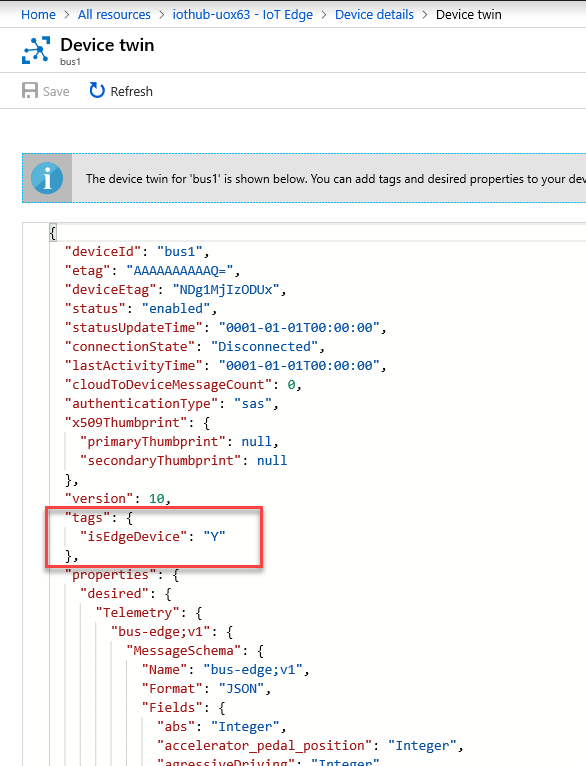 Home > All resources > iothub-uox63 - IoT Edge > Device details > Device twin
Device twin
bus1
Save Refresh
The device twin for 'bus1' is shown below. You can add tags and desired properties to your dev
{
"deviceId": "bus1",
"etag": "AAAAAAAAAAQ=",
"deviceEtag": "NDg1MjIzODUx",
"status": "enabled",
"statusUpdateTime": "0001-01-01T00:00:00",
"connectionState": "Disconnected",
"lastActivityTime": "0001-01-01T00:00:00",
"cloudToDeviceMessageCount": 0,
"authenticationType": "sas",
"x509Thumbprint": {
"primaryThumbprint": null,
"secondaryThumbprint": null
},
"version": 10,
"tags": {
"isEdgeDevice": "Y"
},
"properties": {
"desired": {
"Telemetry": {
"bus-edge;v1": {
"MessageSchema": {
"Name": "bus-edge;v1",
"Format": "JSON",
"Fields": {
"abs": "Integer",
"accelerator_pedal_position": "Integer",
"agressiveDriving": "Integer"